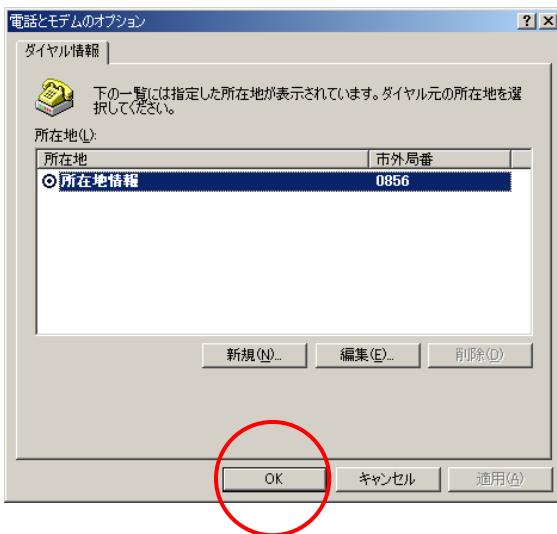 電話とモデムのオプション
ダイヤル情報
下の一覧には指定した所在地が表示されています。ダイヤル元の所在地を選
択してください。
所在地(L):
所在地 市外局番
所在地情報 0856
新規(N)... 編集(E)... 削除(D)
OK キャンセル 適用(A)